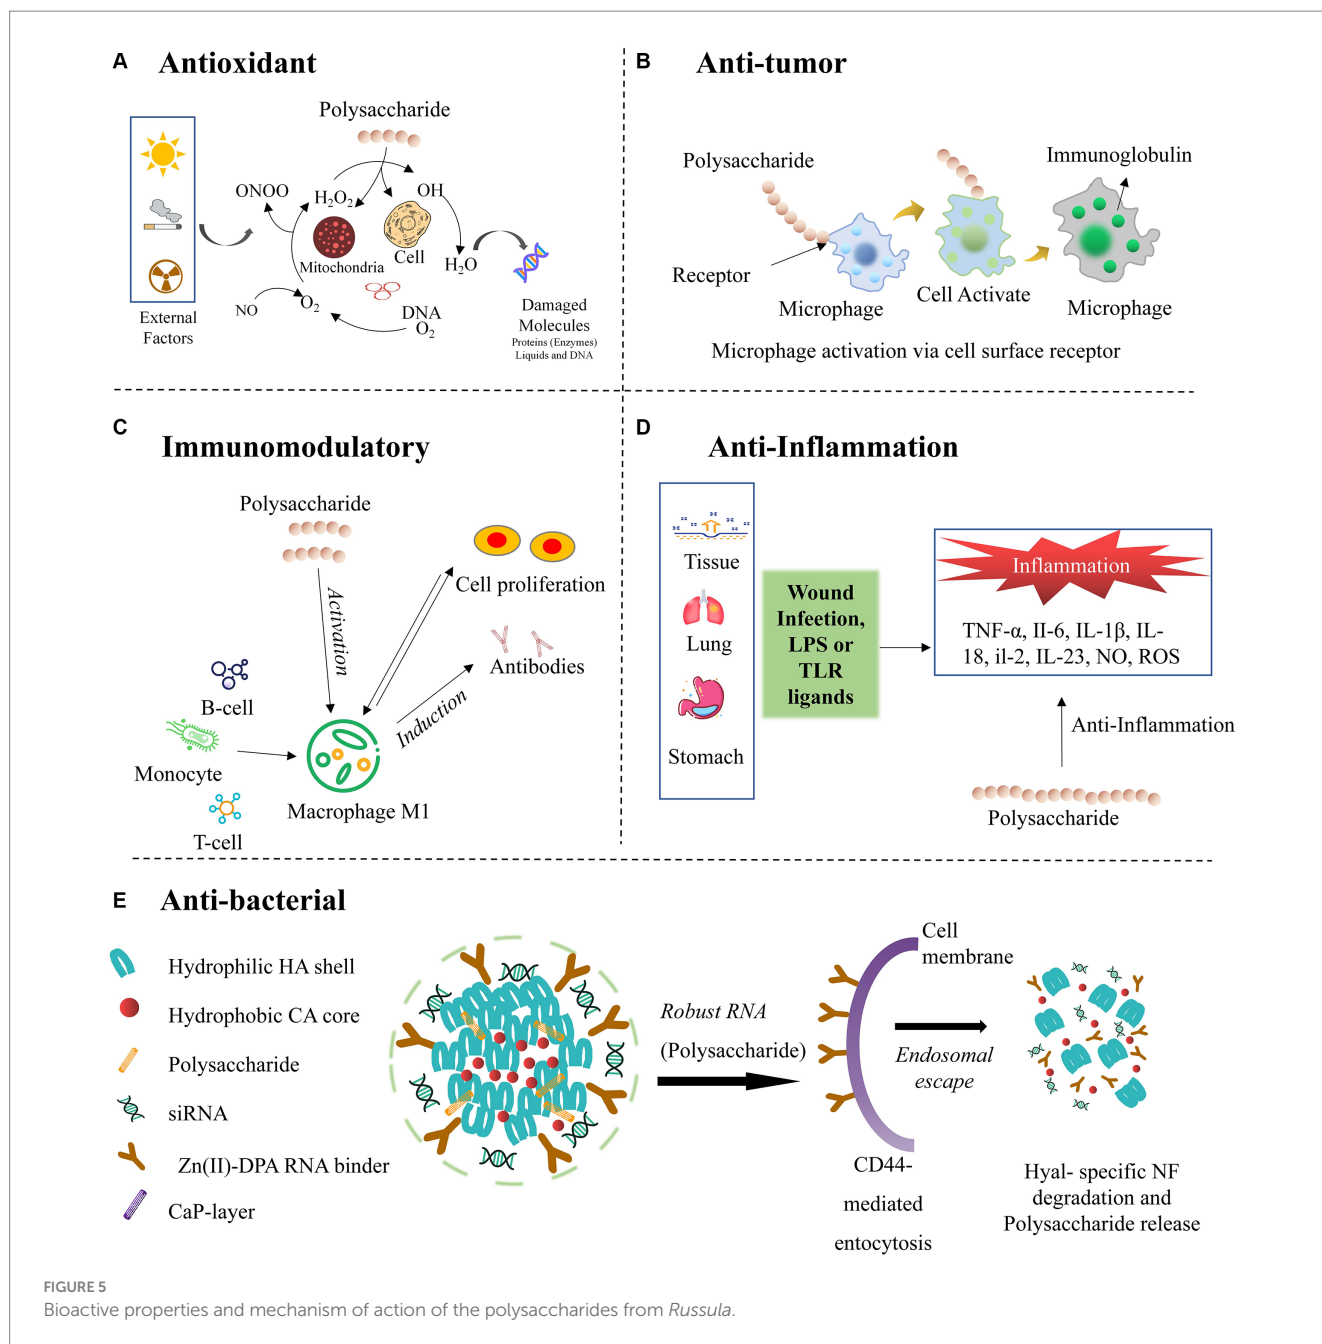 A Antioxidant
Polysaccharide
ONOO
H₂O₂
OH
Mitochondria
Cell
H₂O
NO
O₂
DNA
O₂
External
Factors
Damaged
Molecules
Proteins (Enzymes)
Liquids and DNA
B Anti-tumor
Polysaccharide
Immunoglobulin
Receptor
Microphage
Cell Activate
Microphage
Microphage activation via cell surface receptor
C Immunomodulatory
Polysaccharide
Activation
Cell proliferation
Antibodies
Induction
B-cell
Monocyte
T-cell
Macrophage M1
D Anti-Inflammation
Tissue
Lung
Stomach
Wound
Infeetion,
LPS or
TLR
ligands
Inflammation
TNF-α, II-6, IL-1β, IL-
18, il-2, IL-23, NO, ROS
Anti-Inflammation
Polysaccharide
E Anti-bacterial
Hydrophilic HA shell
Hydrophobic CA core
Polysaccharide
siRNA
Zn(II)-DPA RNA binder
CaP-layer
Robust RNA
(Polysaccharide)
Cell
membrane
Endosomal
escape
CD44-
mediated
entocytosis
Hyal- specific NF
degradation and
Polysaccharide release
FIGURE 5
Bioactive properties and mechanism of action of the polysaccharides from Russula.